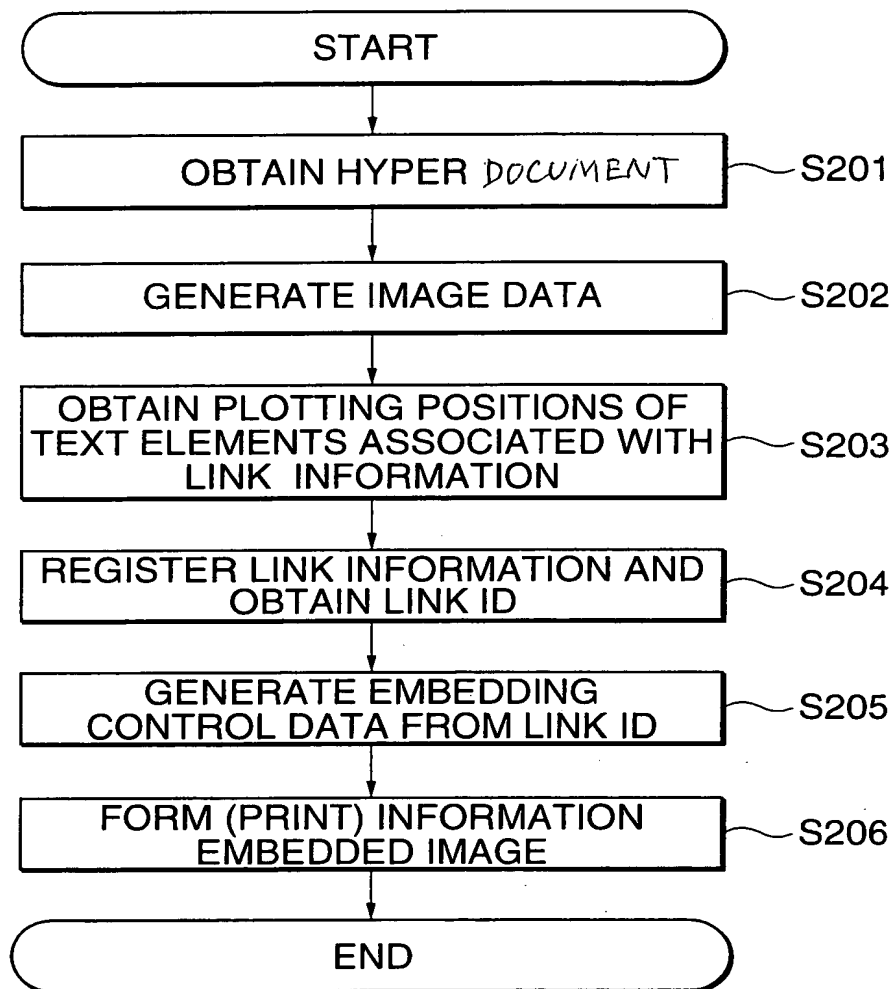 START
OBTAIN HYPER DOCUMENT
S201
GENERATE IMAGE DATA
S202
OBTAIN PLOTTING POSITIONS OF
TEXT ELEMENTS ASSOCIATED WITH
LINK INFORMATION
S203
REGISTER LINK INFORMATION AND
OBTAIN LINK ID
S204
GENERATE EMBEDDING
CONTROL DATA FROM LINK ID
S205
FORM (PRINT) INFORMATION
EMBEDDED IMAGE
S206
END